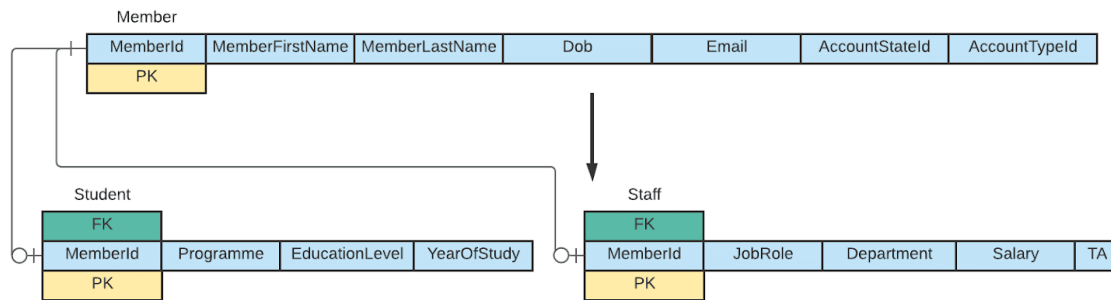 Member
MemberId MemberFirstName MemberLastName Dob Email AccountStateId AccountTypeId
PK
Student
FK
MemberId Programme EducationLevel YearOfStudy
PK
Staff
FK
MemberId JobRole Department Salary TA
PK